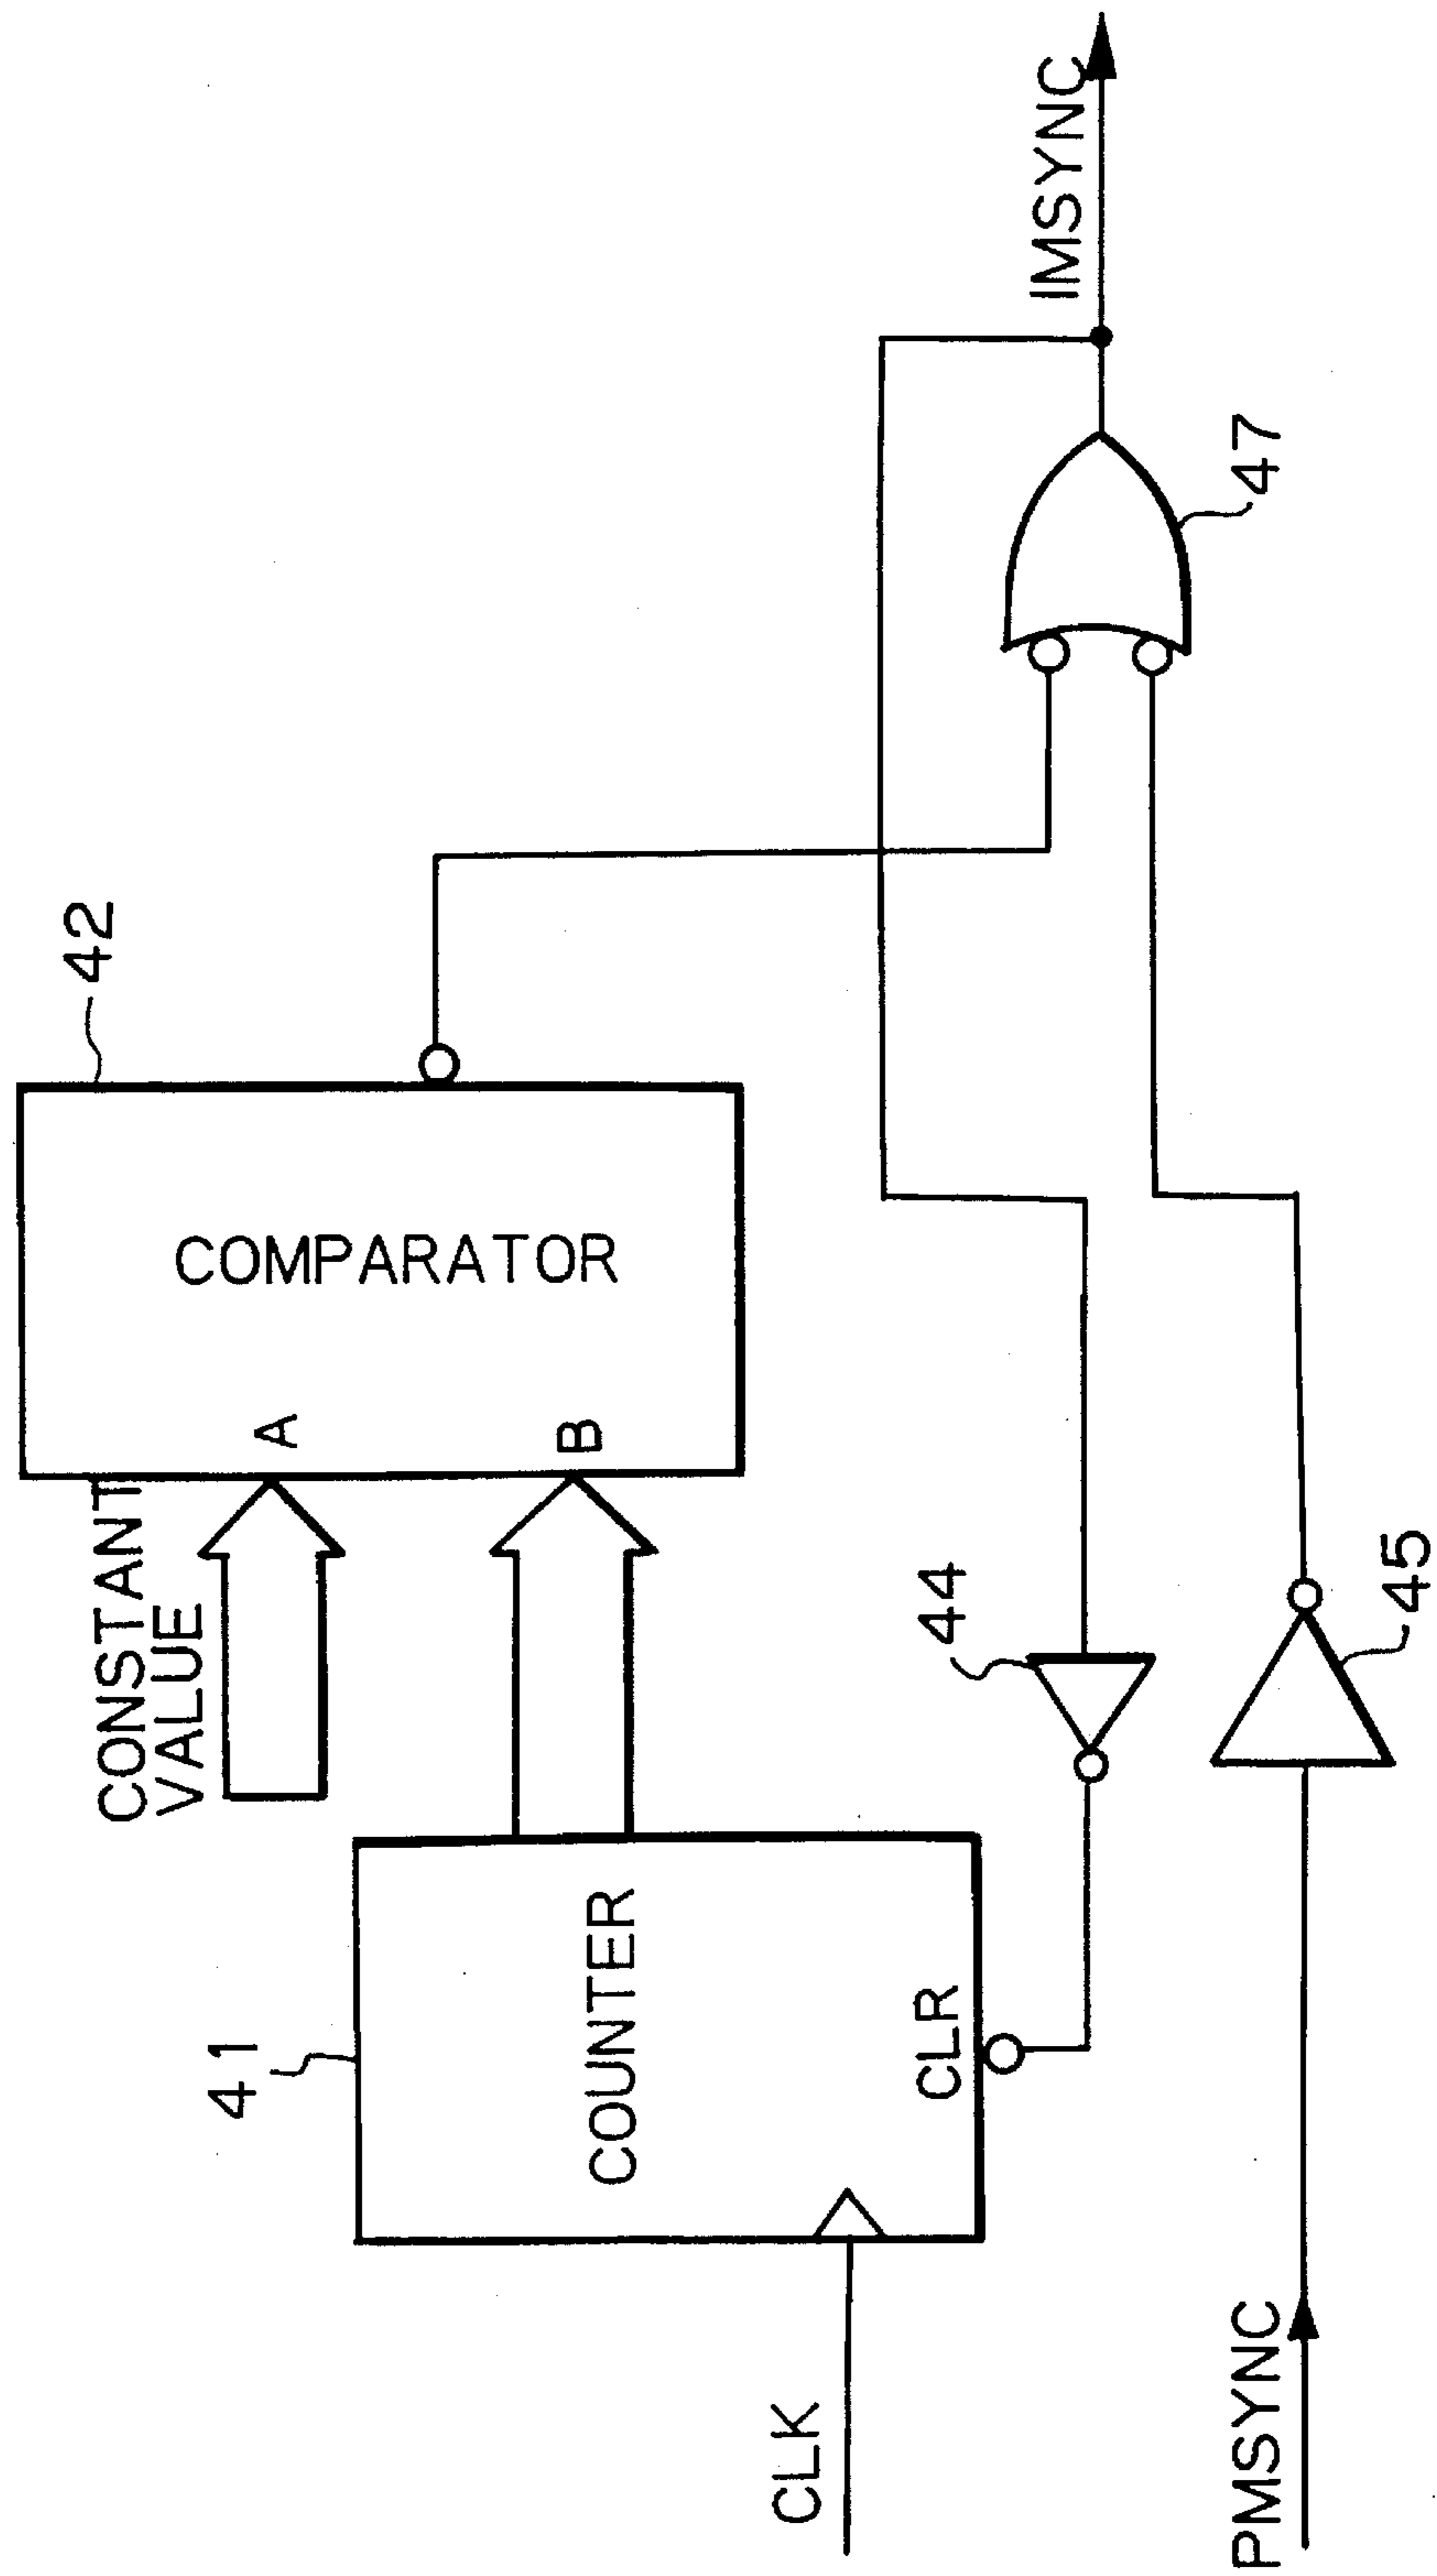 CLK
PMSYNC
41
COUNTER
CLR
CONSTANT
VALUE
A
B
COMPARATOR
42
44
45
47
IMSYNC